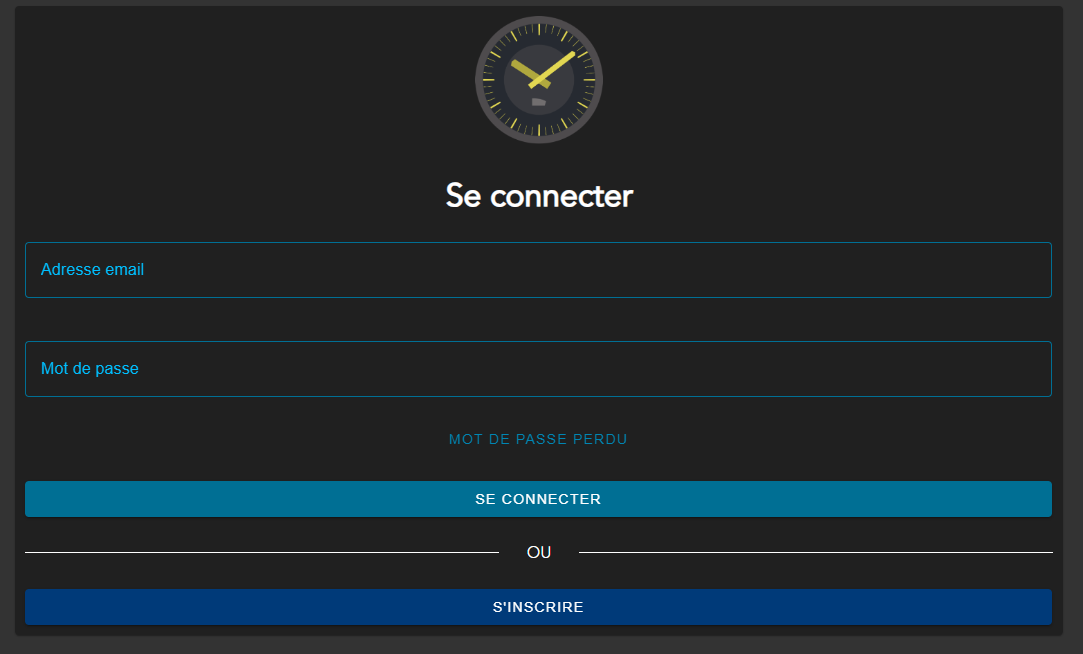 Se connecter
Adresse email
Mot de passe
MOT DE PASSE PERDU
SE CONNECTER
OU
S'INSCRIRE